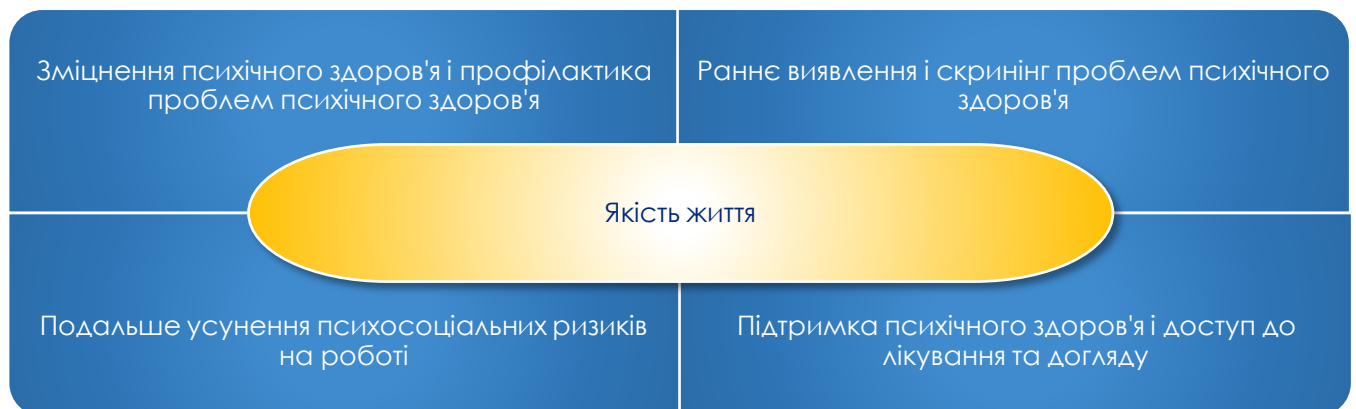 Зміцнення психічного здоров'я і профілактика
проблем психічного здоров'я
Раннє виявлення і скринінг проблем психічного
здоров'я
Якість життя
Подальше усунення психосоціальних ризиків
на роботі
Підтримка психічного здоров'я і доступ до
лікування та догляду